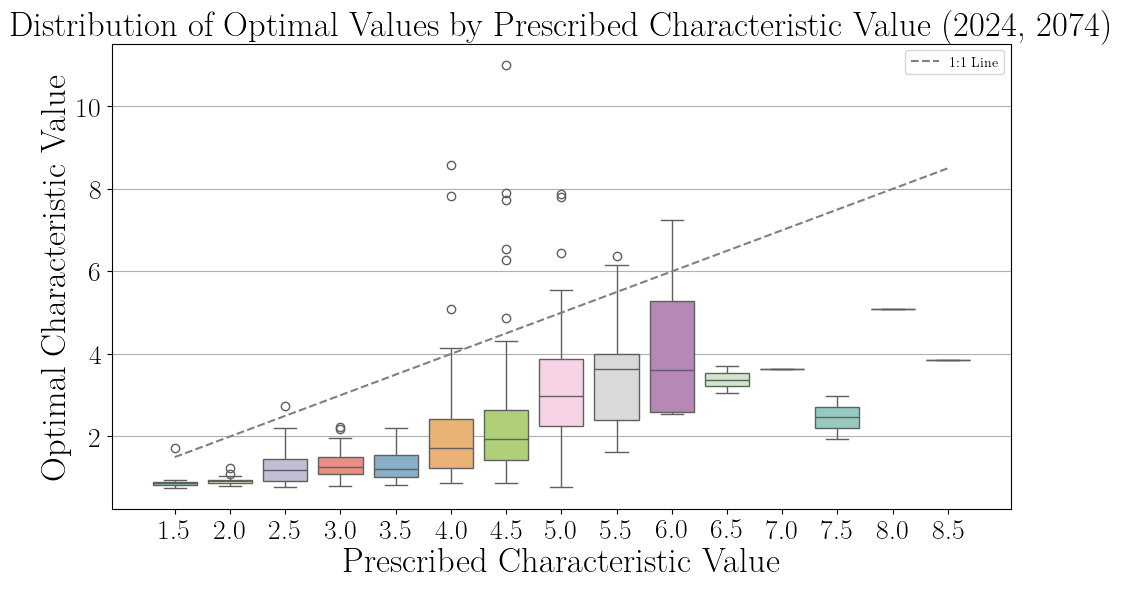 Distribution of Optimal Values by Prescribed Characteristic Value (2024, 2074)
1:1 Line
Optimal Characteristic Value
10
8
6
4
2
1.5 2.0 2.5 3.0 3.5 4.0 4.5 5.0 5.5 6.0 6.5 7.0 7.5 8.0 8.5
Prescribed Characteristic Value